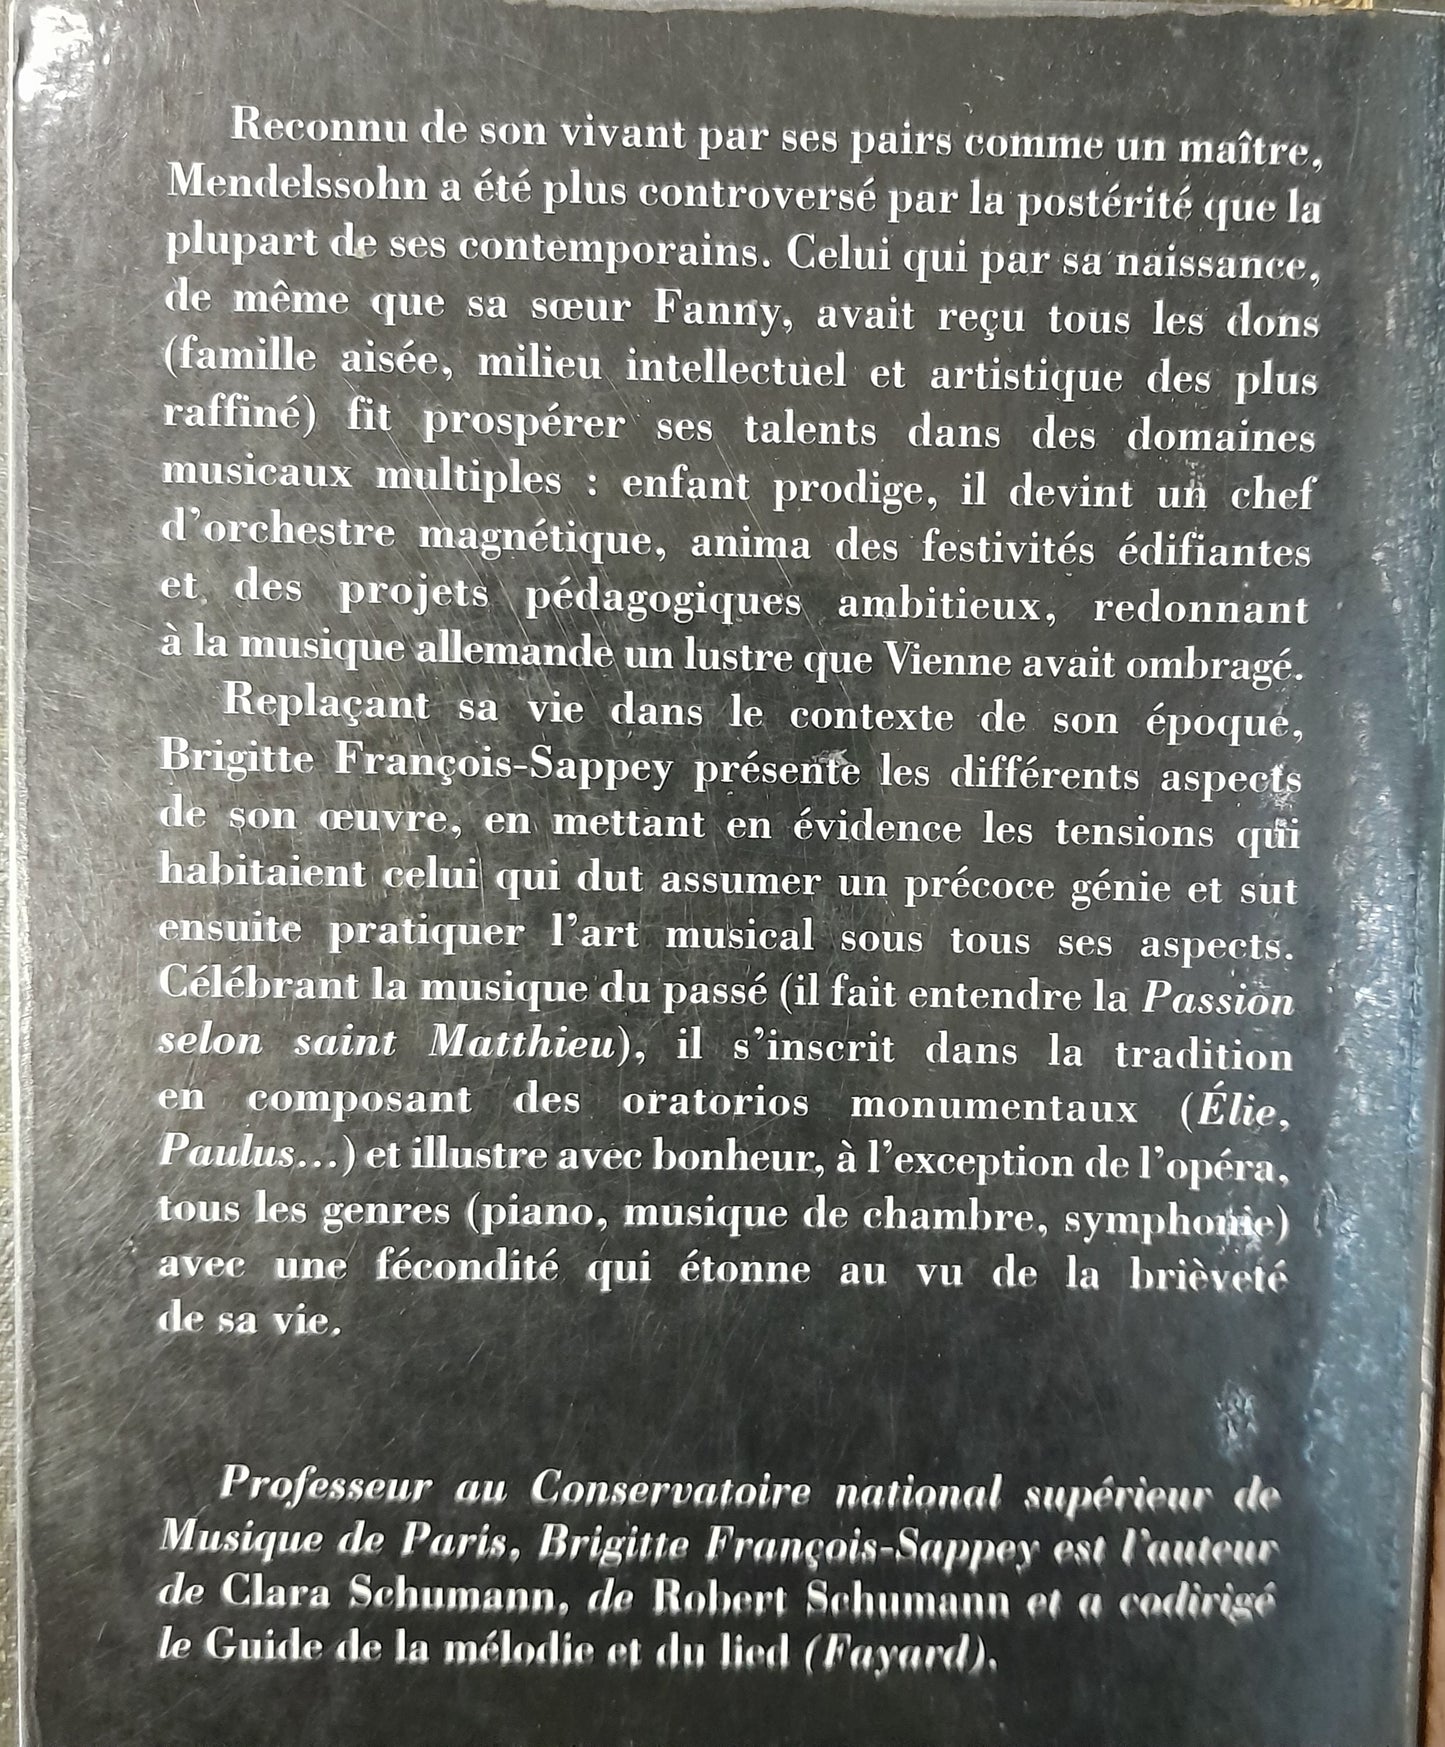 Reconnu de son vivant par ses pairs comme un maître,
Mendelssohn a été plus controversé par la postérité que la
plupart de ses contemporains. Celui qui par sa naissance,
de même que sa sœur Fanny, avait reçu tous les dons
(famille aisée, milieu intellectuel et artistique des plus
raffiné) fit prospérer ses talents dans des domaines
musicaux multiples : enfant prodige, il devint un chef
d'orchestre magnétique, anima des festivités édifiantes
et des projets pédagogiques ambitieux, redonnant
à la musique allemande un lustre que Vienne avait ombragé.
Replaçant sa vie dans le contexte de son époque,
Brigitte François-Sappey présente les différents aspects
de son œuvre, en mettant en évidence les tensions qui
habitaient celui qui dut assumer un précoce génie et sut
ensuite pratiquer l'art musical sous tous ses aspects.
Célébrant la musique du passé (il fait entendre la Passion
selon saint Matthieu), il s'inscrit dans la tradition
en composant des oratorios monumentaux (Élie,
Paulus...) et illustre avec bonheur, à l'exception de l'opéra,
tous les genres (piano, musique de chambre, symphonie)
avec une fécondité qui étonne au vu de la brièveté
de sa vie.
Professeur au Conservatoire national supérieur de
Musique de Paris, Brigitte François-Sappey est l'auteur
de Clara Schumann, de Robert Schumann et a codirigé
le Guide de la mélodie et du lied (Fayard).